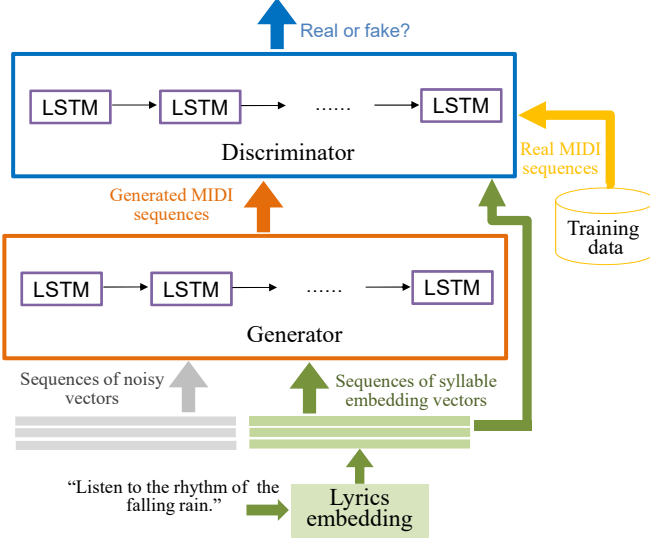 Real or fake?
LSTM
LSTM
......
LSTM
Discriminator
Real MIDI
sequences
Generated MIDI
sequences
Training
data
LSTM
LSTM
......
LSTM
Generator
Sequences of noisy
vectors
Sequences of syllable
embedding vectors
“Listen to the rhythm of the
falling rain.”
Lyrics
embedding